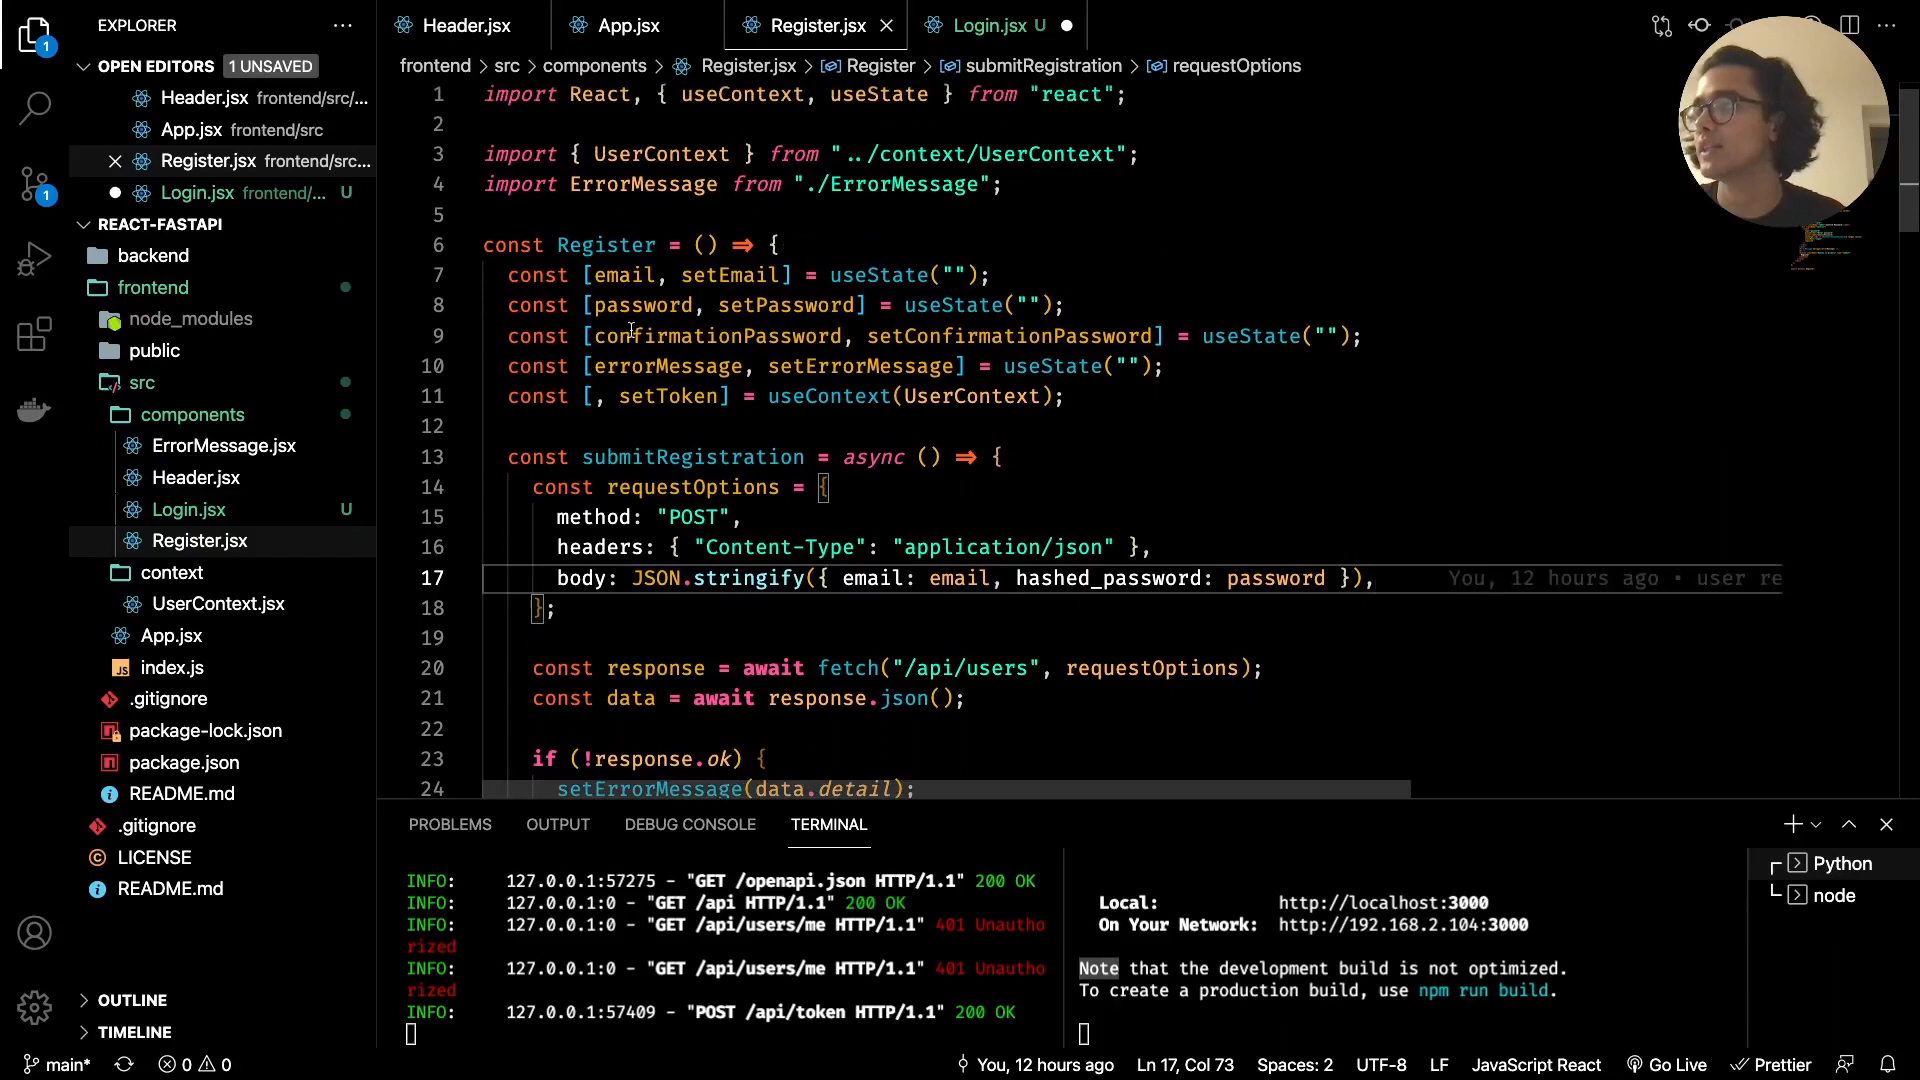 EXPLORER
OPEN EDITORS 1 UNSAVED
Header.jsx frontend/src/...
App.jsx frontend/src
Register.jsx frontend/src...
Login.jsx frontend/... U
REACT-FASTAPI
backend
frontend
node_modules
public
src
components
ErrorMessage.jsx
Header.jsx
Login.jsx U
Register.jsx
context
UserContext.jsx
App.jsx
index.js
.gitignore
package-lock.json
package.json
README.md
.gitignore
LICENSE
README.md
OUTLINE
TIMELINE
1
1
Header.jsx
App.jsx
Register.jsx
Login.jsx U
frontend > src > components > Register.jsx > Register > submitRegistration > requestOptions
1 import React, { useContext, useState } from "react";
2
3 import { UserContext } from "../context/UserContext";
4 import ErrorMessage from "./ErrorMessage";
5
6 const Register = () => {
7 const [email, setEmail] = useState("");
8 const [password, setPassword] = useState("");
9 const [confirmationPassword, setConfirmationPassword] = useState("");
10 const [errorMessage, setErrorMessage] = useState("");
11 const [, setToken] = useContext(UserContext);
12
13 const submitRegistration = async () => {
14 const requestOptions = {
15 method: "POST",
16 headers: { "Content-Type": "application/json" },
17 body: JSON.stringify({ email: email, hashed_password: password }), You, 12 hours ago • user re
18 };
19
20 const response = await fetch("/api/users", requestOptions);
21 const data = await response.json();
22
23 if (!response.ok) {
24 setErrorMessage(data.detail);
PROBLEMS OUTPUT DEBUG CONSOLE TERMINAL
INFO: 127.0.0.1:57275 - "GET /openapi.json HTTP/1.1" 200 OK
INFO: 127.0.0.1:0 - "GET /api HTTP/1.1" 200 OK
INFO: 127.0.0.1:0 - "GET /api/users/me HTTP/1.1" 401 Unautho
rized
INFO: 127.0.0.1:0 - "GET /api/users/me HTTP/1.1" 401 Unautho
rized
INFO: 127.0.0.1:57409 - "POST /api/token HTTP/1.1" 200 OK
Local: http://localhost:3000
On Your Network: http://192.168.2.104:3000
Note that the development build is not optimized.
To create a production build, use npm run build.
Python
node
main* 0 0
You, 12 hours ago Ln 17, Col 73 Spaces: 2 UTF-8 LF JavaScript React Go Live Prettier